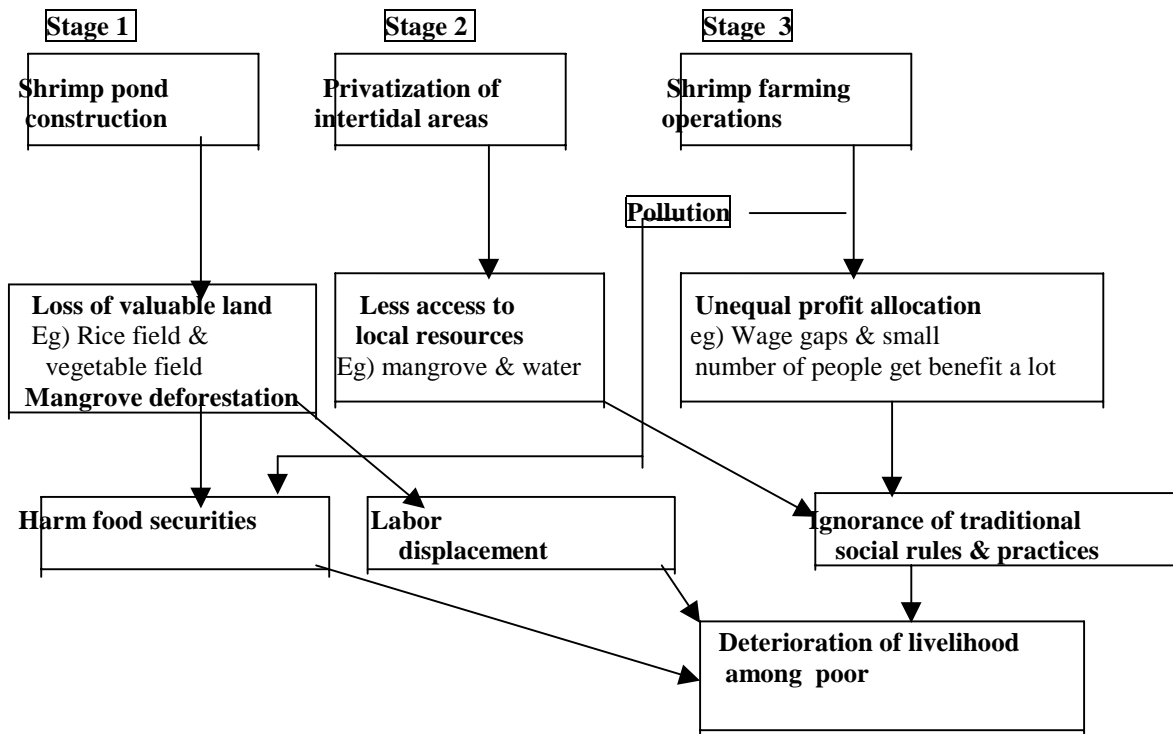 Stage 1
Stage 2
Stage 3
Shrimp pond
construction
Privatization of
intertidal areas
Shrimp farming
operations
Pollution
Loss of valuable land
Eg) Rice field &
vegetable field
Mangrove deforestation
Less access to
local resources
Eg) mangrove & water
Unequal profit allocation
eg) Wage gaps & small
number of people get benefit a lot
Harm food securities
Labor
displacement
Ignorance of traditional
social rules & practices
Deterioration of livelihood
among poor